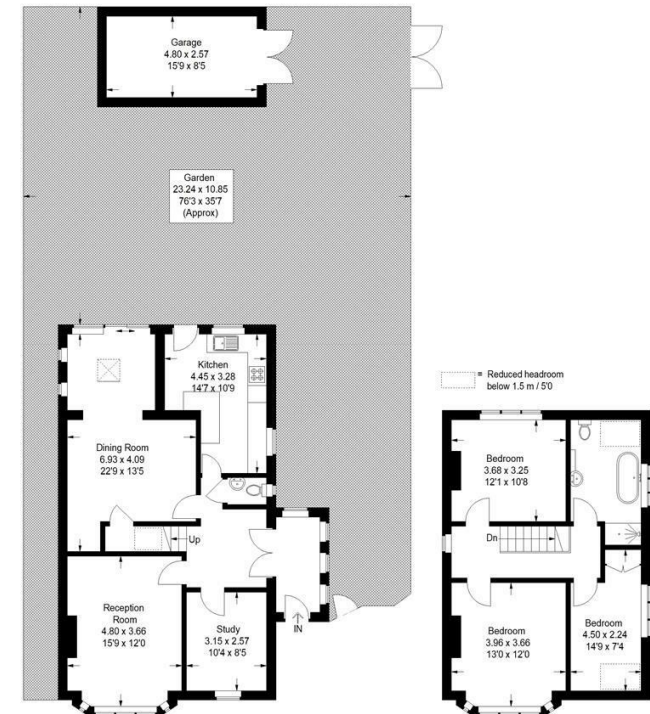 Garage
4.80 x 2.57
15'9 x 8'5
Garden
23.24 x 10.85
76'3 x 35'7
(Approx)
Kitchen
4.45 x 3.28
14'7 x 10'9
Dining Room
6.93 x 4.09
22'9 x 13'5
Up
Reception
Room
4.80 x 3.66
15'9 x 12'0
Study
3.15 x 2.57
10'4 x 8'5
IN
= Reduced headroom
below 1.5 m / 5'0
Bedroom
3.68 x 3.25
12'1 x 10'8
Dn
Bedroom
3.96 x 3.66
13'0 x 12'0
Bedroom
4.50 x 2.24
14'9 x 7'4